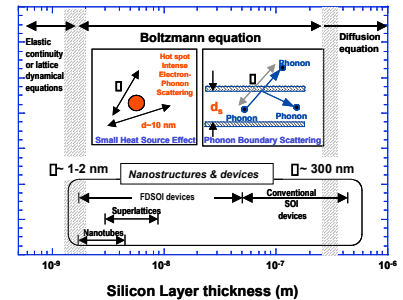 Elastic
continuity
or lattice
dynamical
equations
Boltzmann equation
Diffusion
equation
Hot spot
Intense
Electron-
Phonon
Scattering
d~10 nm
Small Heat Source Effect
Phonon
ds
Phonon
Phonon
Phonon Boundary Scattering
~ 1-2 nm
Nanostructures & devices
~ 300 nm
FDSOI devices
Conventional
SOI
devices
Superlattices
Nanotubes
10-9
10-8
10-7
10-6
Silicon Layer thickness (m)